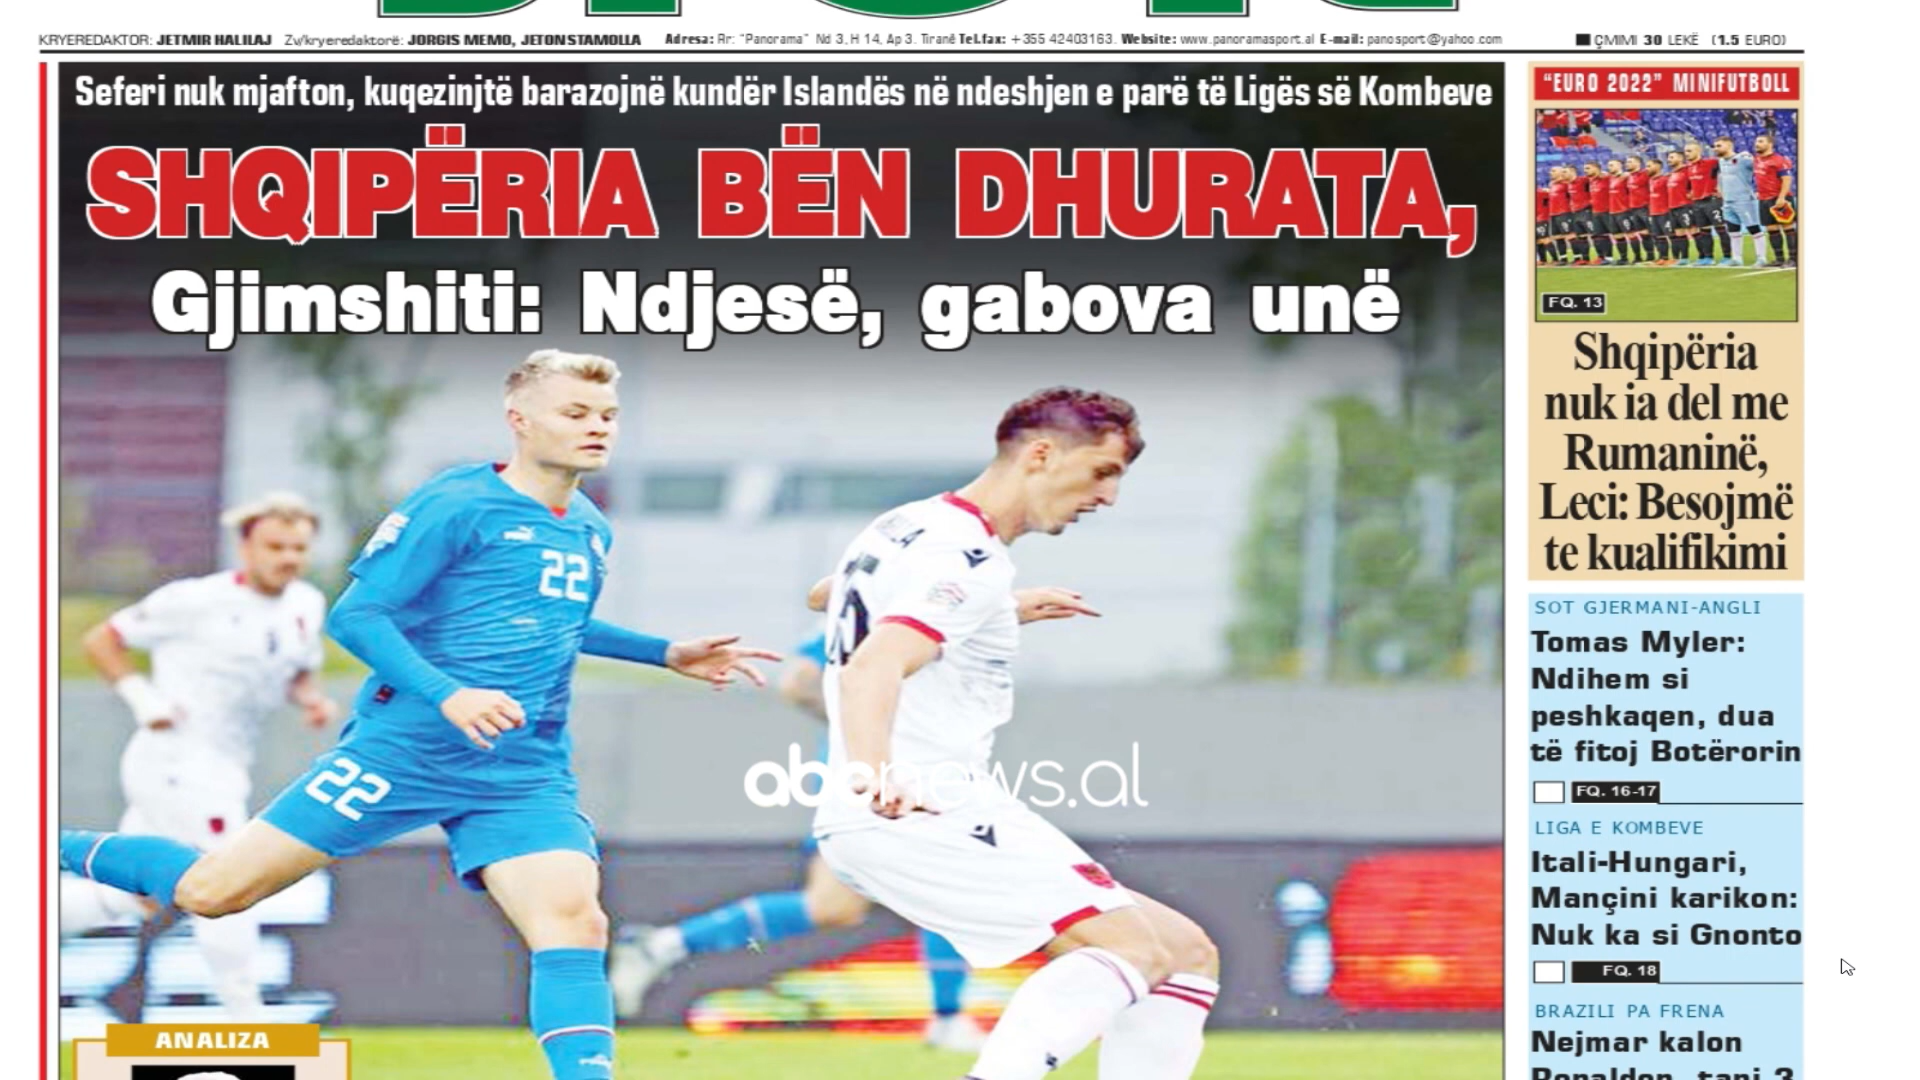 KRYEREDAKTOR: JETMIR HALILAJ Zv/kryeredaktorë: JORGIS MEMO, JETON STAMOLLA Adresa: Rr: "Panorama" Nd 3, H 14, Ap 3. Tiranë Tel.fax: +355 42403163. Website: www.panoramasport.al E-mail: panosport@yahoo.com ÇMIMI 30 LEKË (1.5 EURO)
Seferi nuk mjafton, kuqezinjtë barazojnë kundër Islandës në ndeshjen e parë të Ligës së Kombeve
SHQIPËRIA BËN DHURATA,
Gjimshiti: Ndjesë, gabova unë
22
22
abcnews.al
ANALIZA
"EURO 2022" MINIFUTBOLL
FQ. 13
Shqipëria
nuk ia del me
Rumaninë,
Leci: Besojmë
te kualifikimi
SOT GJERMANI-ANGLI
Tomas Myler:
Ndihem si
peshkaqen, dua
të fitoj Botërorin
FQ. 16-17
LIGA E KOMBEVE
Itali-Hungari,
Mançini karikon:
Nuk ka si Gnonto
FQ. 18
BRAZILI PA FRENA
Nejmar kalon
Ronaldon, tani 3